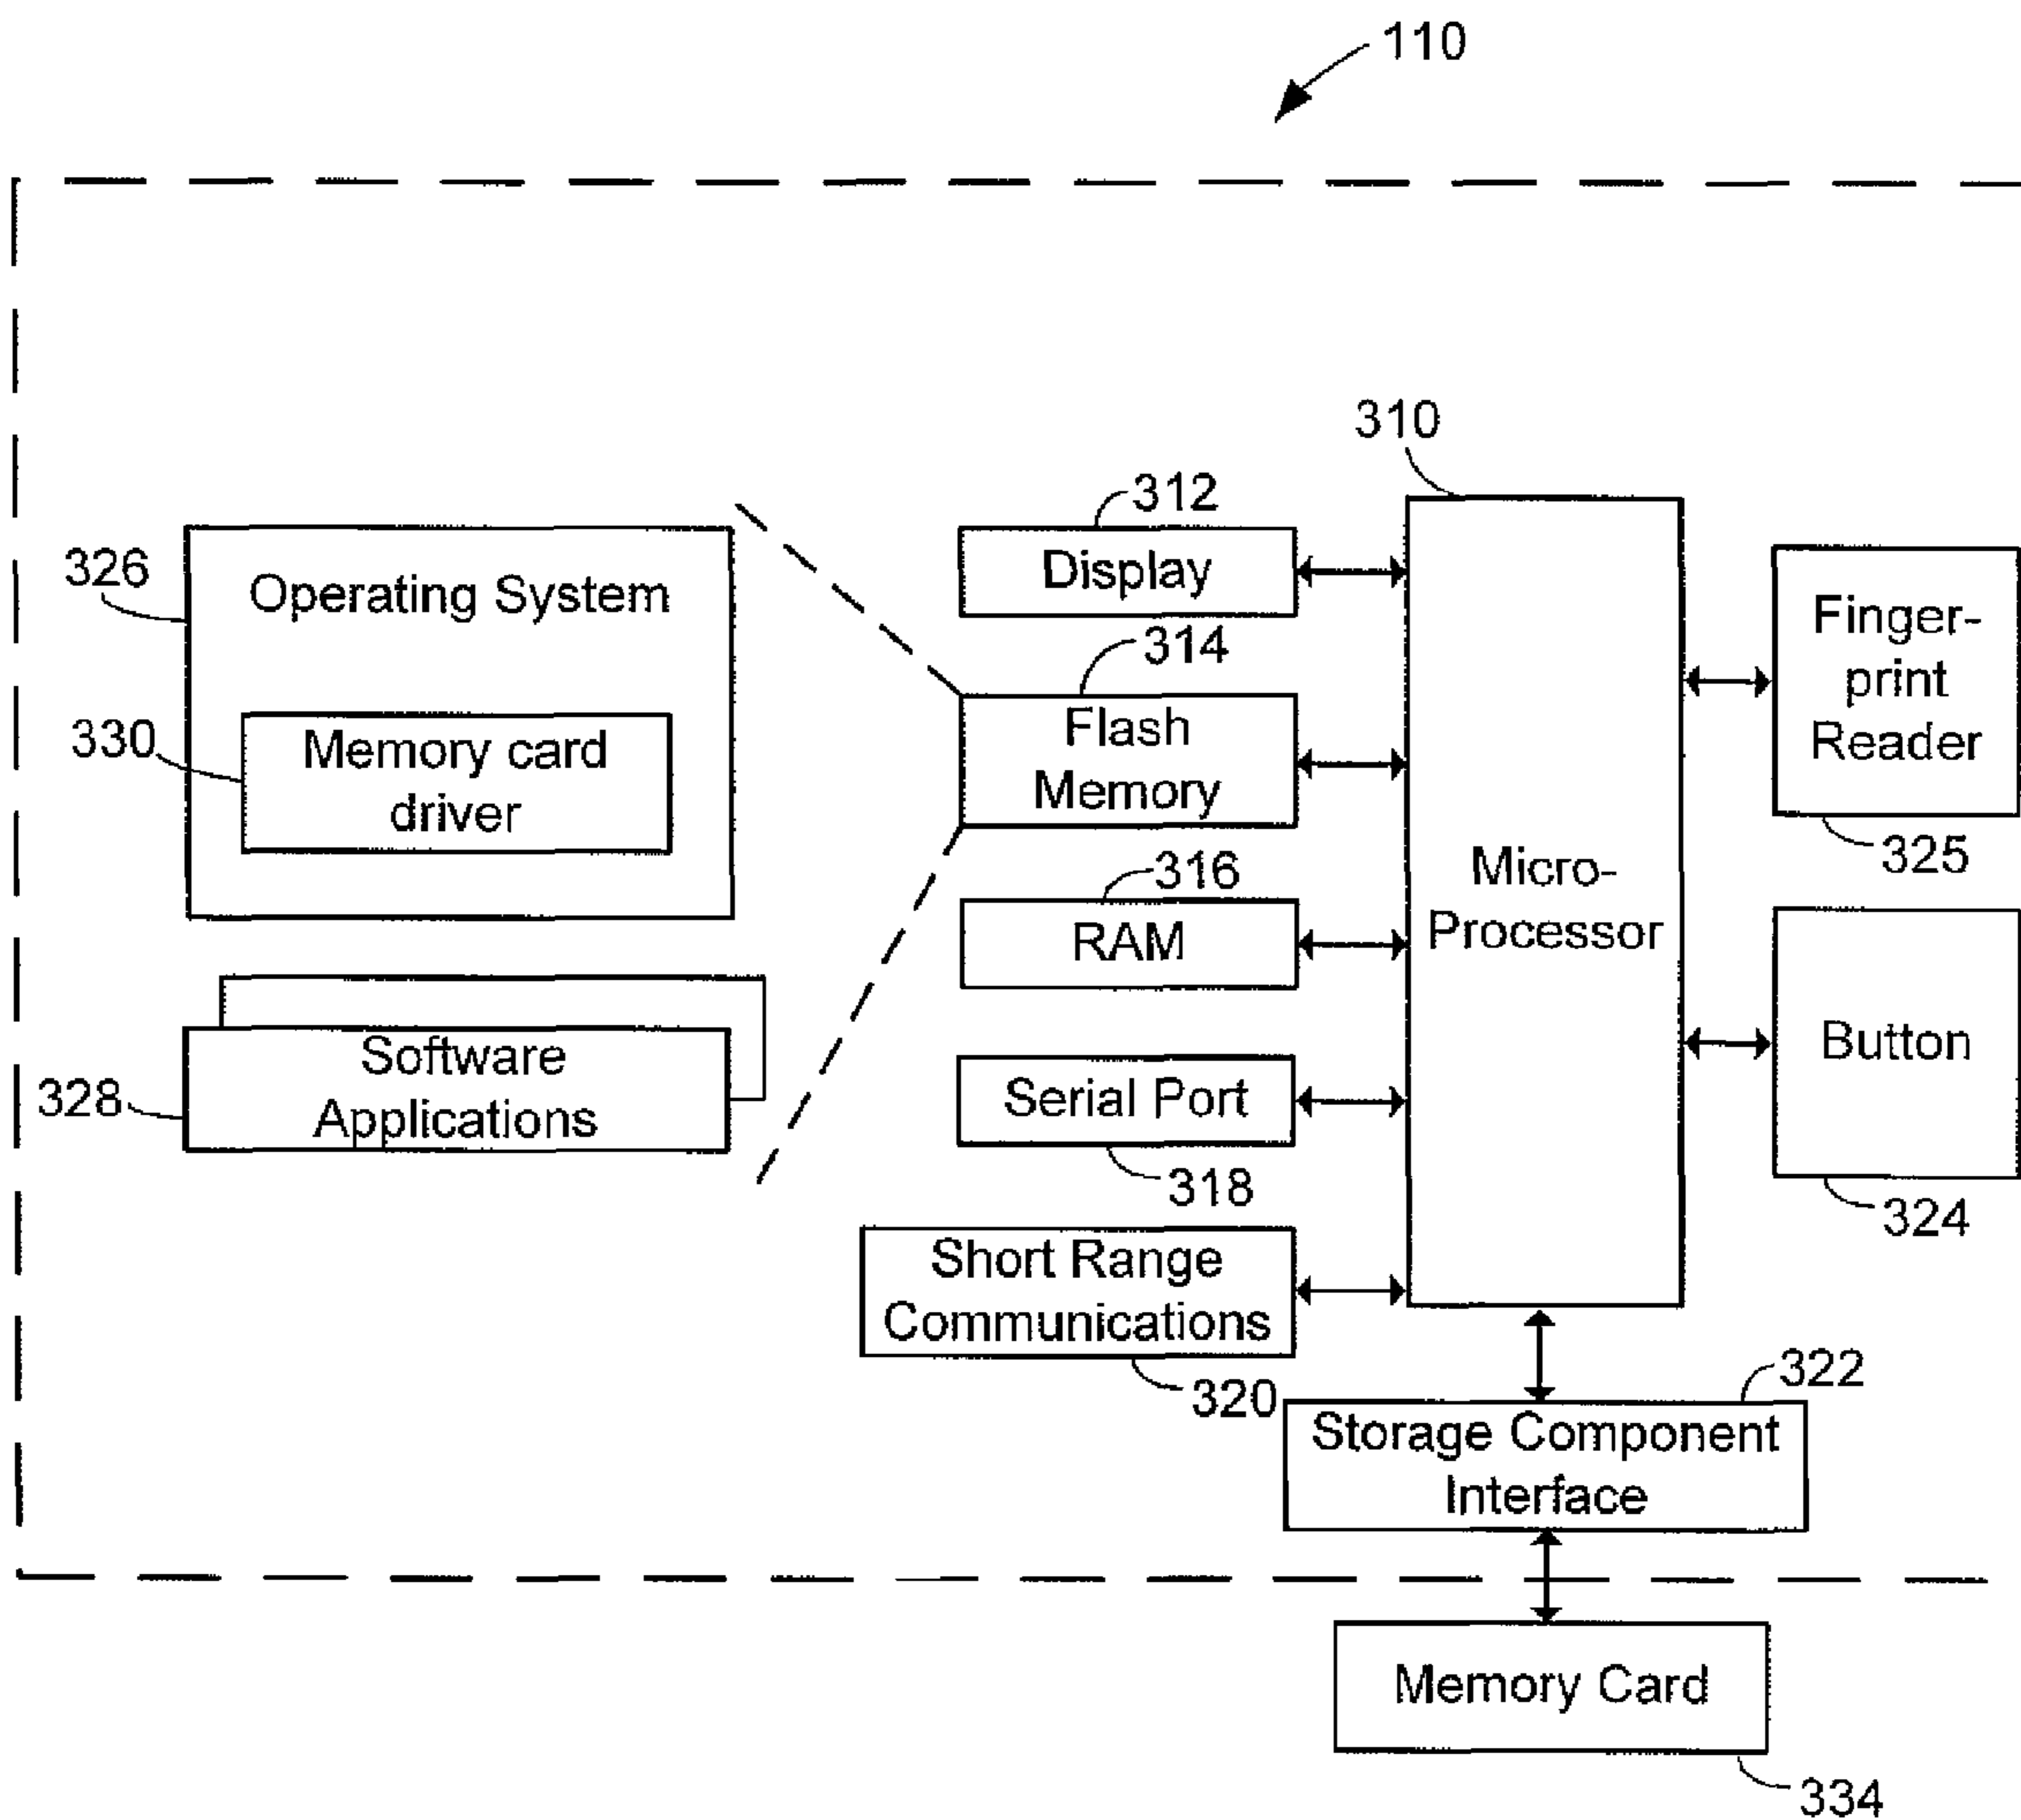 110
310
312
Display
326
Operating System
Finger-
print
Reader
314
Flash
Memory
330
Memory card
driver
325
316
RAM
Micro-
Processor
Button
Software
Applications
328
Serial Port
318
324
Short Range
Communications
320
322
Storage Component
Interface
Memory Card
334